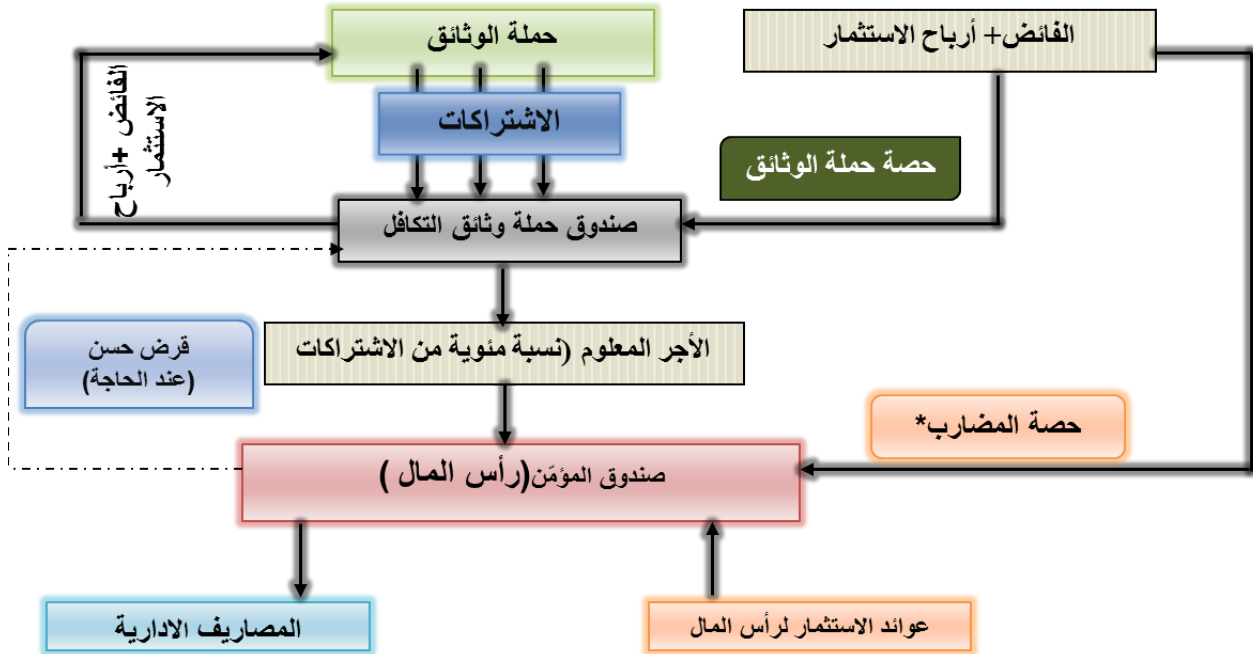 حملة الوثائق
الفائض+ أرباح الاستثمار
الفائض +أرباح
الاستثمار
الاشتراكات
حصة حملة الوثائق
صندوق حملة وثائق التكافل
قرض حسن
(عند الحاجة)
الأجر المعلوم (نسبة مئوية من الاشتراكات
حصة المضارب*
صندوق المؤمّن(رأس المال )
المصاريف الادارية
عوائد الاستثمار لرأس المال